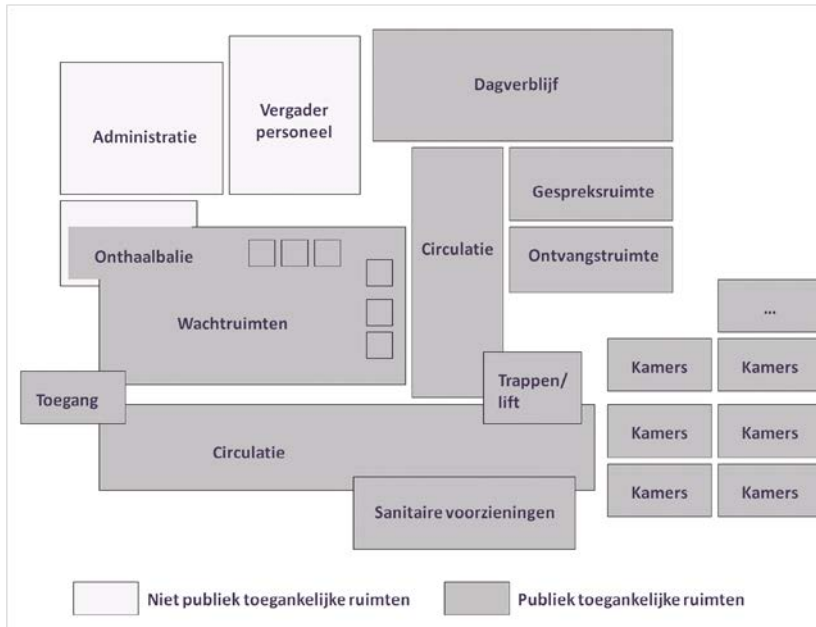 Dagverblijf
Vergader
personeel
Administratie
Gespreksruimte
Circulatie
Onthaalbalie
Ontvangstruimte
Wachtruimten
...
Kamers
Kamers
Trappen/
lift
Toegang
Kamers
Kamers
Circulatie
Kamers
Kamers
Sanitaire voorzieningen
Niet publiek toegankelijke ruimten
Publiek toegankelijke ruimten